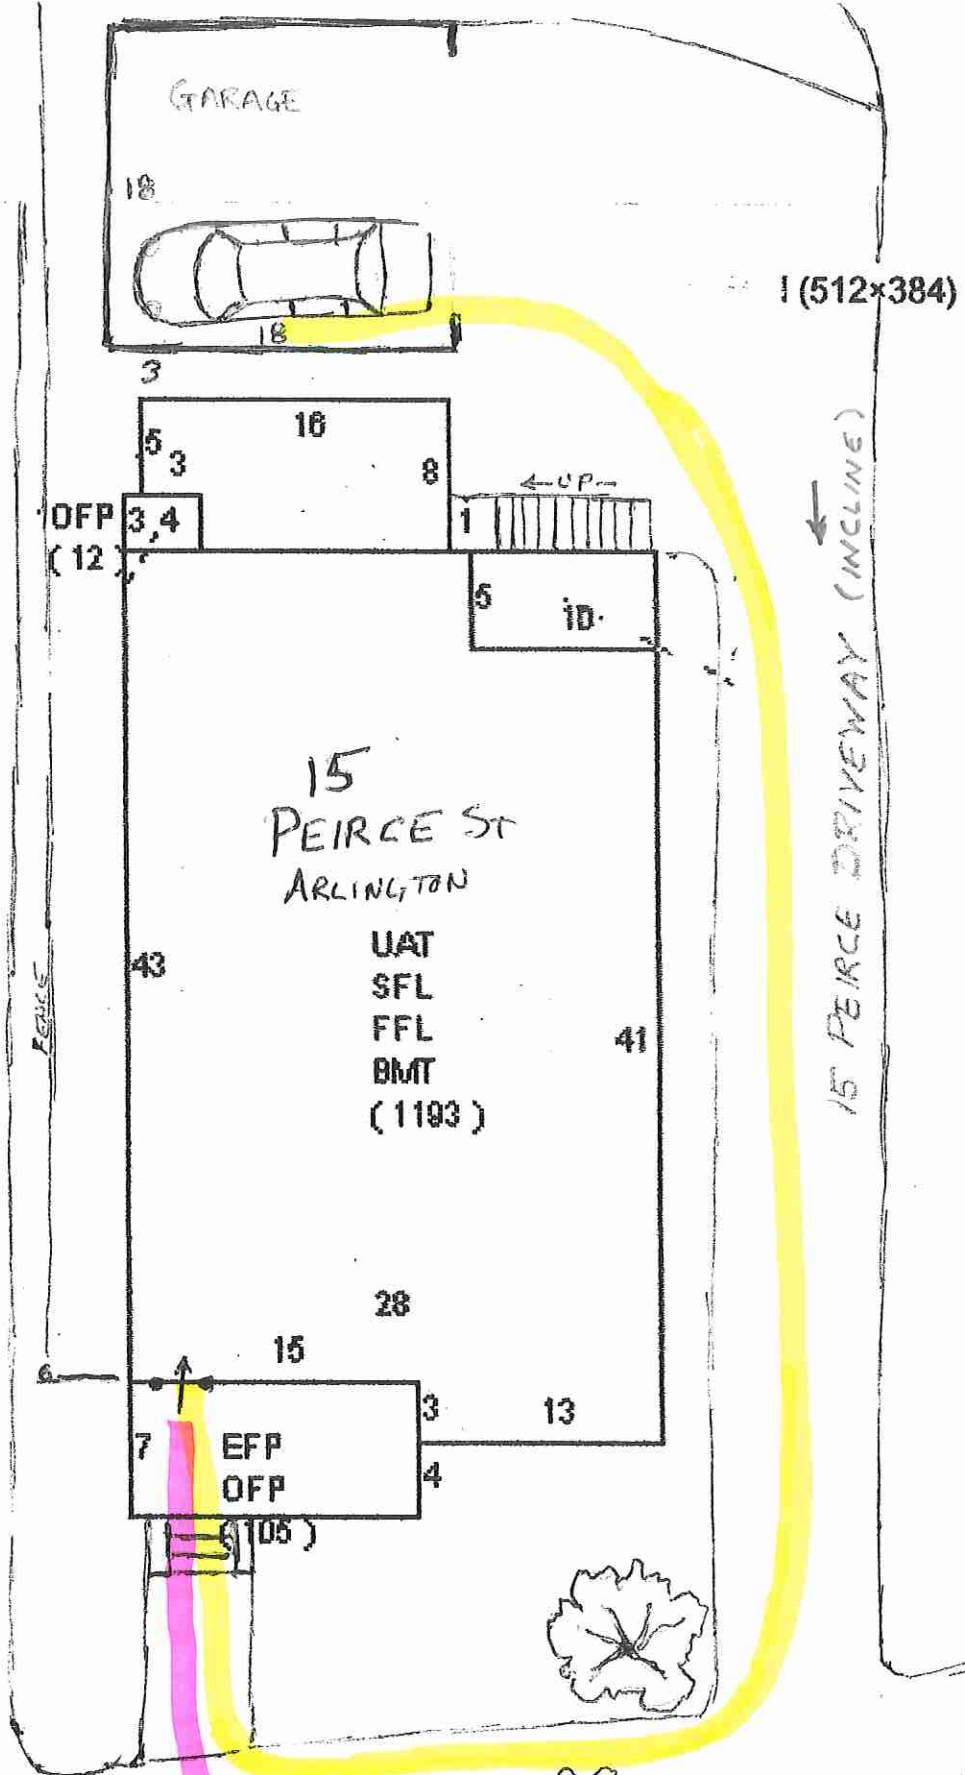 GARAGE
18
! (512×384)
18
3
16
5
3
8
←UP-
OFP
3,4
1
( 12 )
5
iD.
15
PEIRCE ST
ARLINGTON
UAT
SFL
FFL
BMT
( 1193 )
43
41
FENCE
15 PEIRCE DRIVEWAY (INCLINE)
28
15
6
3
13
7
EFP
OFP
4
( 105 )